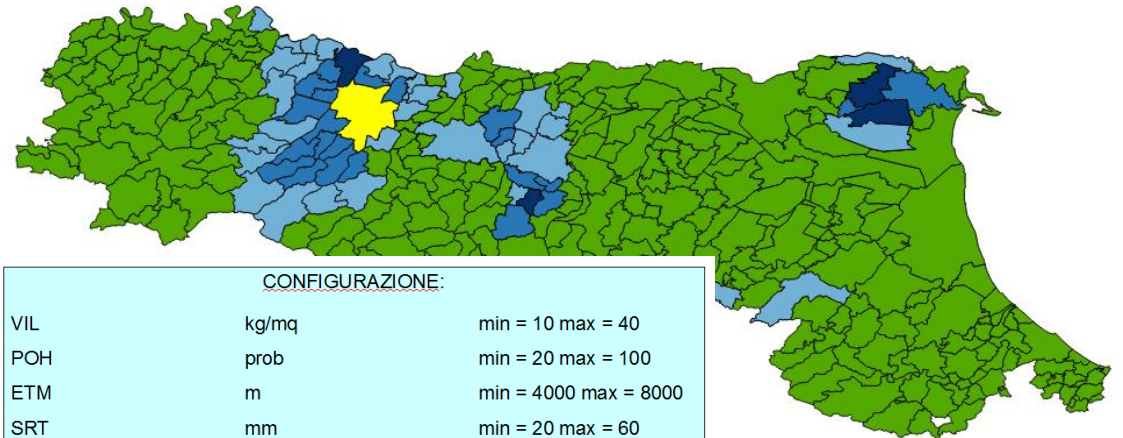 CONFIGURAZIONE:
VIL kg/mq min = 10 max = 40
POH prob min = 20 max = 100
ETM m min = 4000 max = 8000
SRT mm min = 20 max = 60